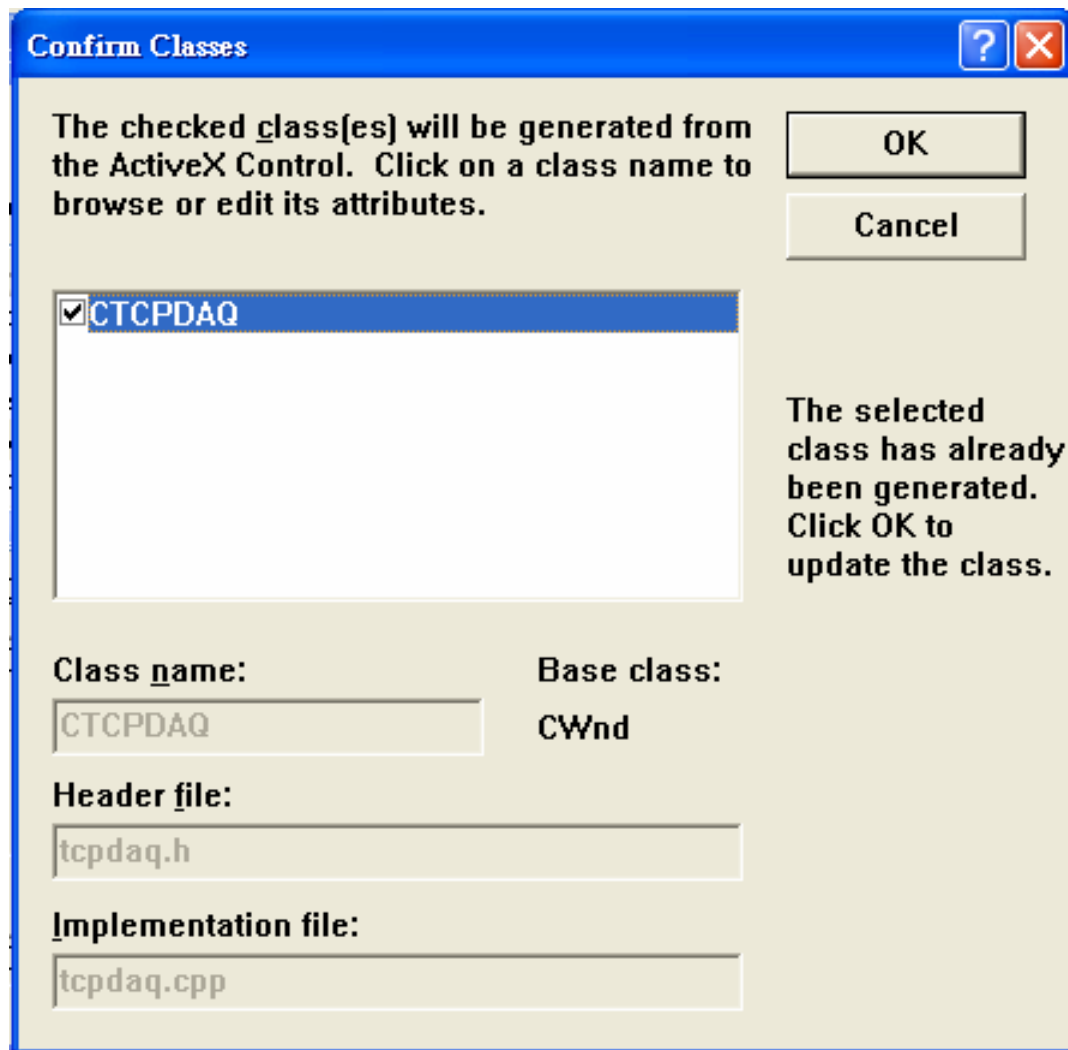 Confirm Classes
The checked class(es) will be generated from
the ActiveX Control.  Click on a class name to
browse or edit its attributes.
OK
Cancel
CTCPDAQ
The selected
class has already
been generated.
Click OK to
update the class.
Class name:
CTCPDAQ
Base class:
CWnd
Header file:
tcpdaq.h
Implementation file:
tcpdaq.cpp